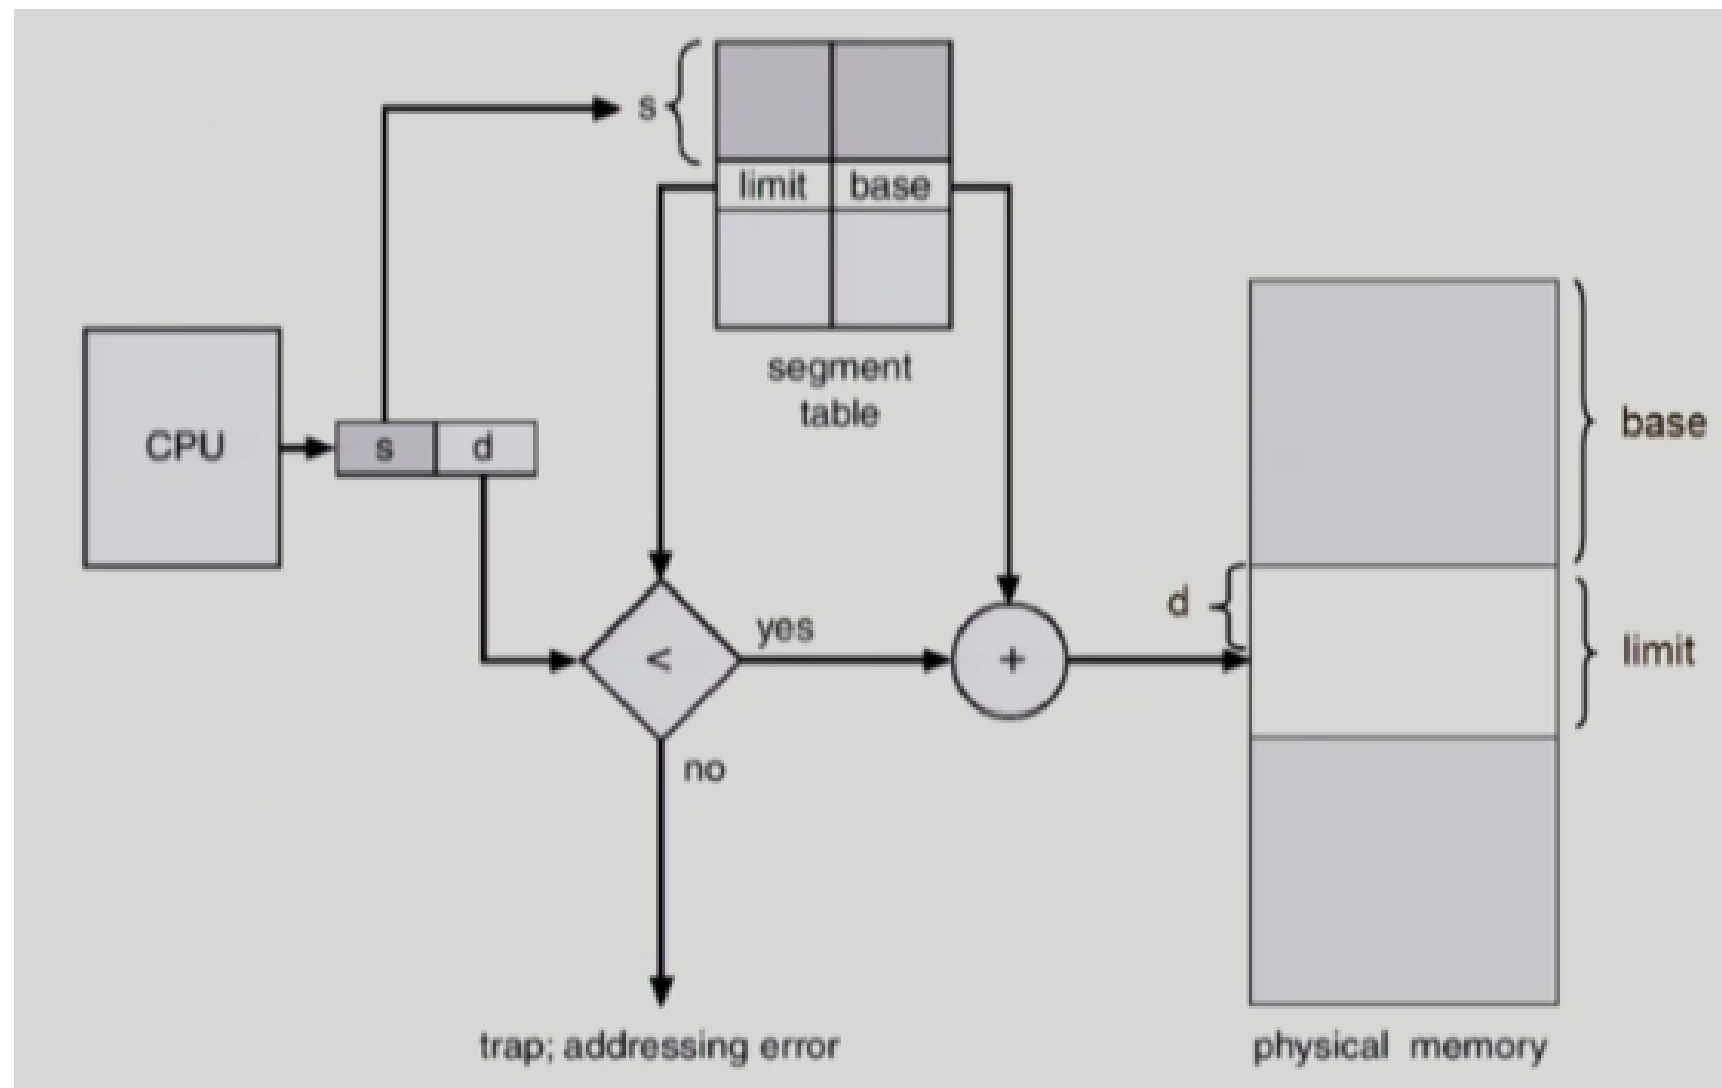 s
limit base
segment
table
CPU
s d
base
d
limit
<
yes
+
no
trap; addressing error
physical memory